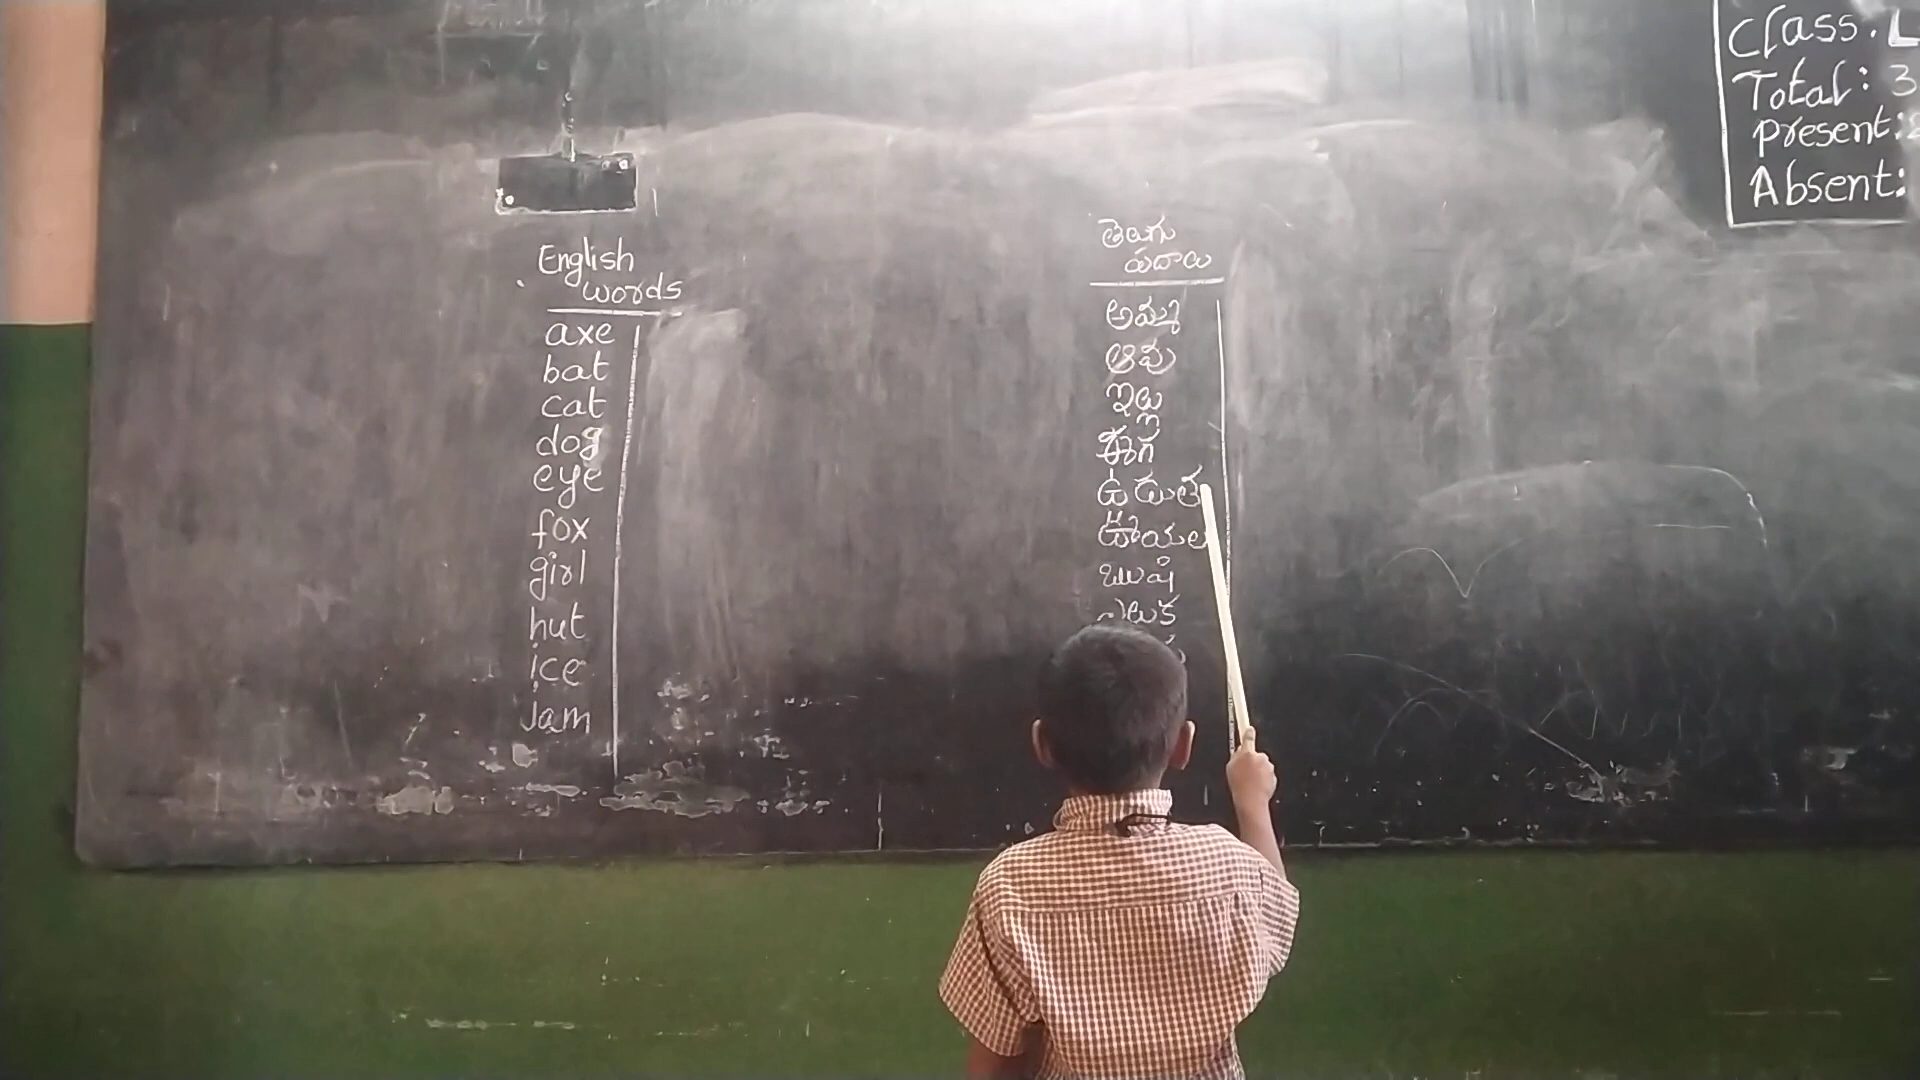 Class. L
Total: 3
Present:
Absent:
English
words
axe
bat
cat
dog
eye
fox
girl
hut
ice
Jam
తెలుగు
పదాలు
అమ్మ
ఆవు
ఇల్లు
ఈగ
ఉడుత
ఊయల
ఋషి
ఎలుక